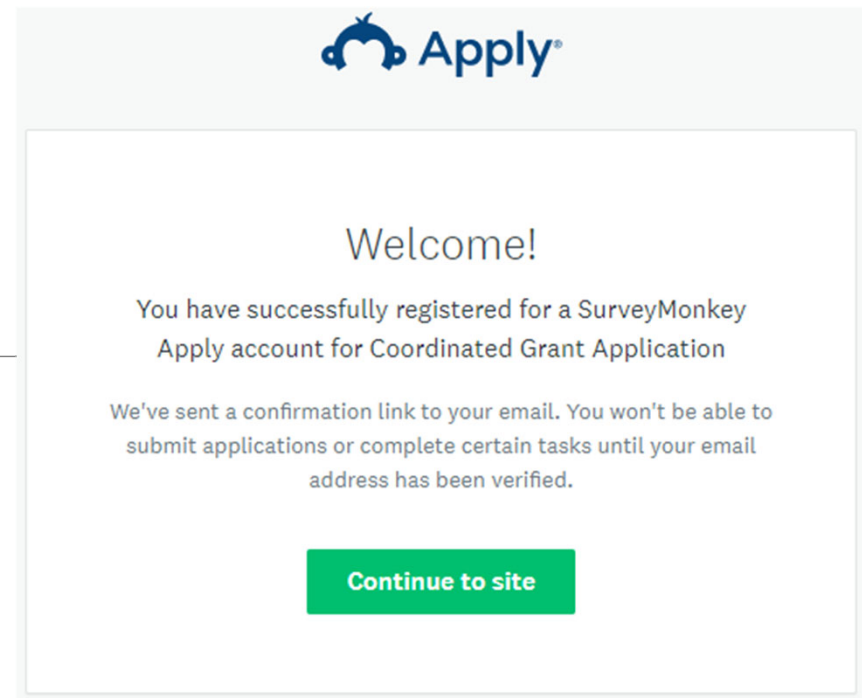 Apply®
Welcome!
You have successfully registered for a SurveyMonkey
Apply account for Coordinated Grant Application
We've sent a confirmation link to your email. You won't be able to
submit applications or complete certain tasks until your email
address has been verified.
Continue to site